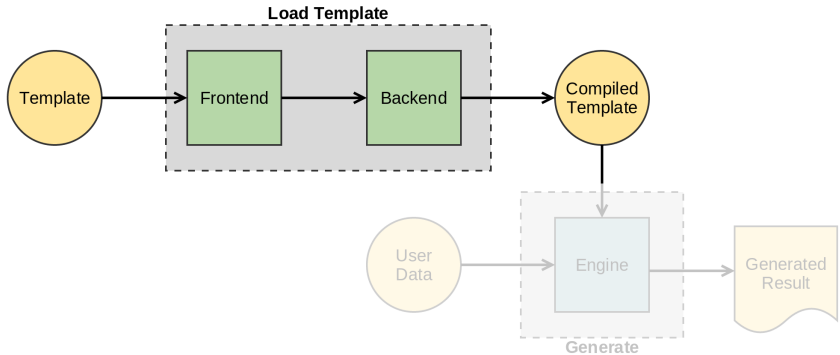 Load Template
Template
Frontend
Backend
Compiled
Template
User
Data
Engine
Generated
Result
Generate